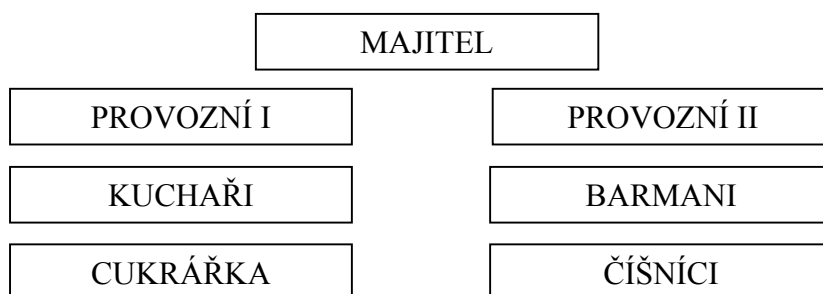 MAJITEL
PROVOZNÍ I
PROVOZNÍ II
KUCHAŘI
BARMANI
CUKRÁŘKA
ČÍŠNÍCI